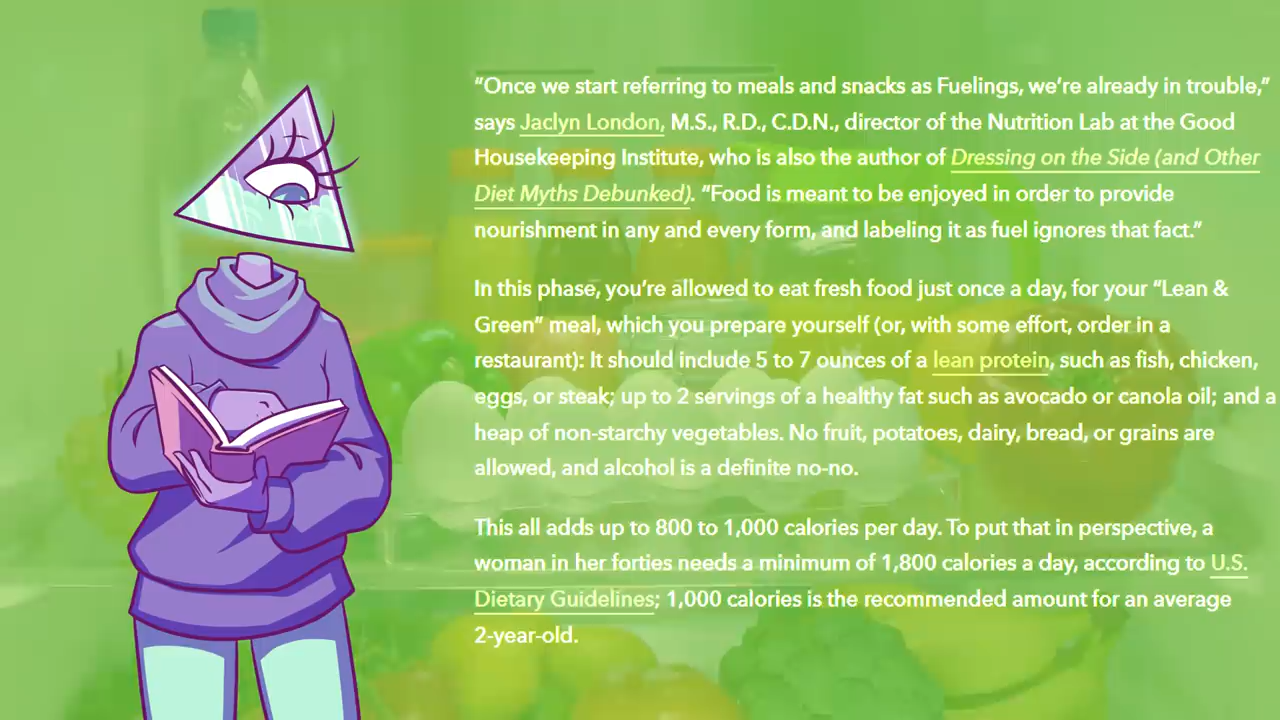 “Once we start referring to meals and snacks as Fuelings, we’re already in trouble,”
says Jaclyn London, M.S., R.D., C.D.N., director of the Nutrition Lab at the Good
Housekeeping Institute, who is also the author of Dressing on the Side (and Other
Diet Myths Debunked). “Food is meant to be enjoyed in order to provide
nourishment in any and every form, and labeling it as fuel ignores that fact.”
In this phase, you’re allowed to eat fresh food just once a day, for your “Lean &
Green” meal, which you prepare yourself (or, with some effort, order in a
restaurant): It should include 5 to 7 ounces of a lean protein, such as fish, chicken,
eggs, or steak; up to 2 servings of a healthy fat such as avocado or canola oil; and a
heap of non-starchy vegetables. No fruit, potatoes, dairy, bread, or grains are
allowed, and alcohol is a definite no-no.
This all adds up to 800 to 1,000 calories per day. To put that in perspective, a
woman in her forties needs a minimum of 1,800 calories a day, according to U.S.
Dietary Guidelines; 1,000 calories is the recommended amount for an average
2-year-old.